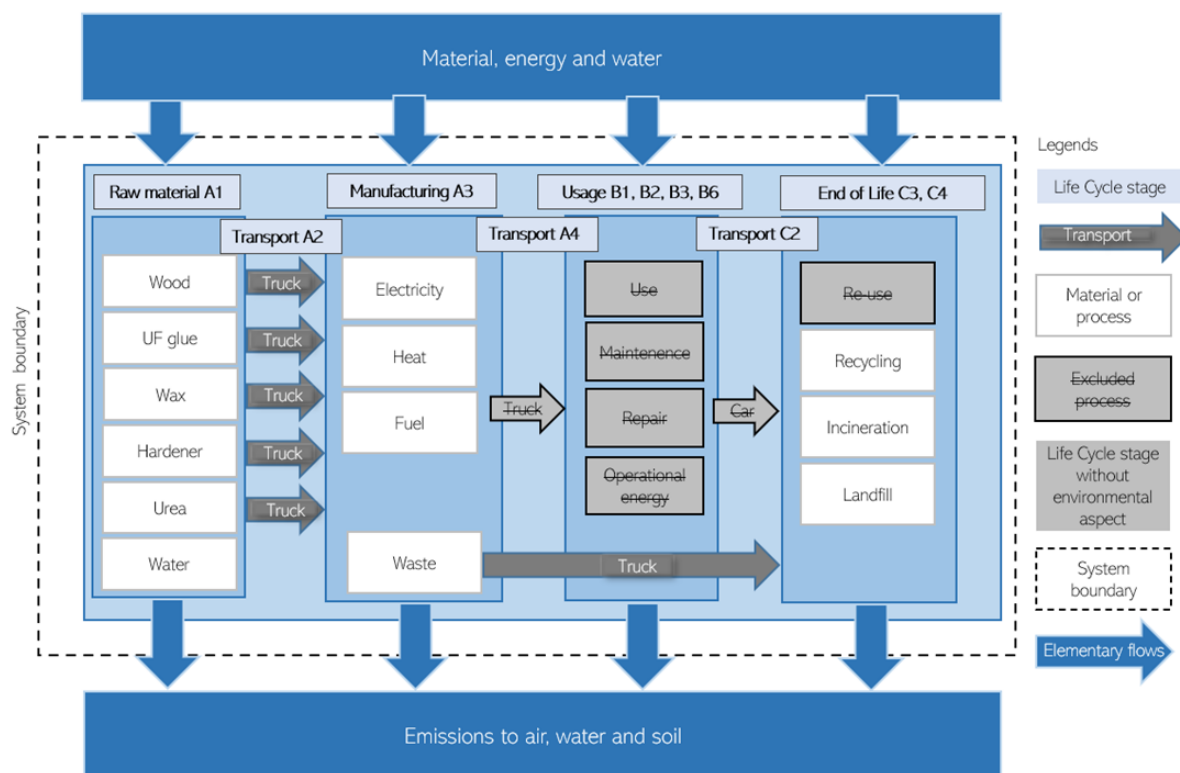 Material, energy and water
System boundary
Raw material A1
Manufacturing A3
Usage B1, B2, B3, B6
End of Life C3, C4
Transport A2
Transport A4
Transport C2
Wood
UF glue
Wax
Hardener
Urea
Water
Truck
Truck
Truck
Truck
Truck
Electricity
Heat
Fuel
Waste
Truck
Truck
Use
Maintenence
Repair
Operational
energy
Car
Re-use
Recycling
Incineration
Landfill
Emissions to air, water and soil
Legends
Life Cycle stage
Transport
Material or
process
Excluded
process
Life Cycle stage
without
environmental
aspect
System
boundary
Elementary flows